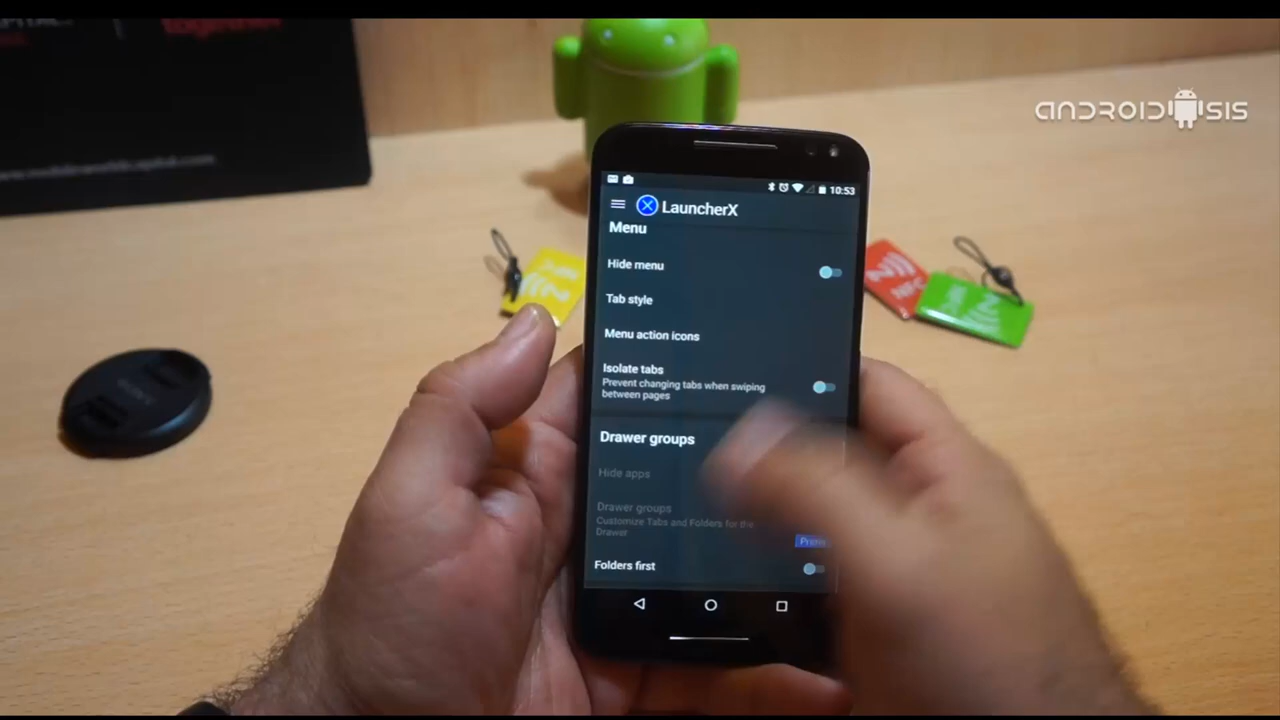 ANDROIDSIS
10:53
LauncherX
Menu
Hide menu
Tab style
Menu action icons
Isolate tabs
Prevent changing tabs when swiping
between pages
Drawer groups
Hide apps
Drawer groups
Customize Tabs and Folders for the
Drawer
Folders first
NFC